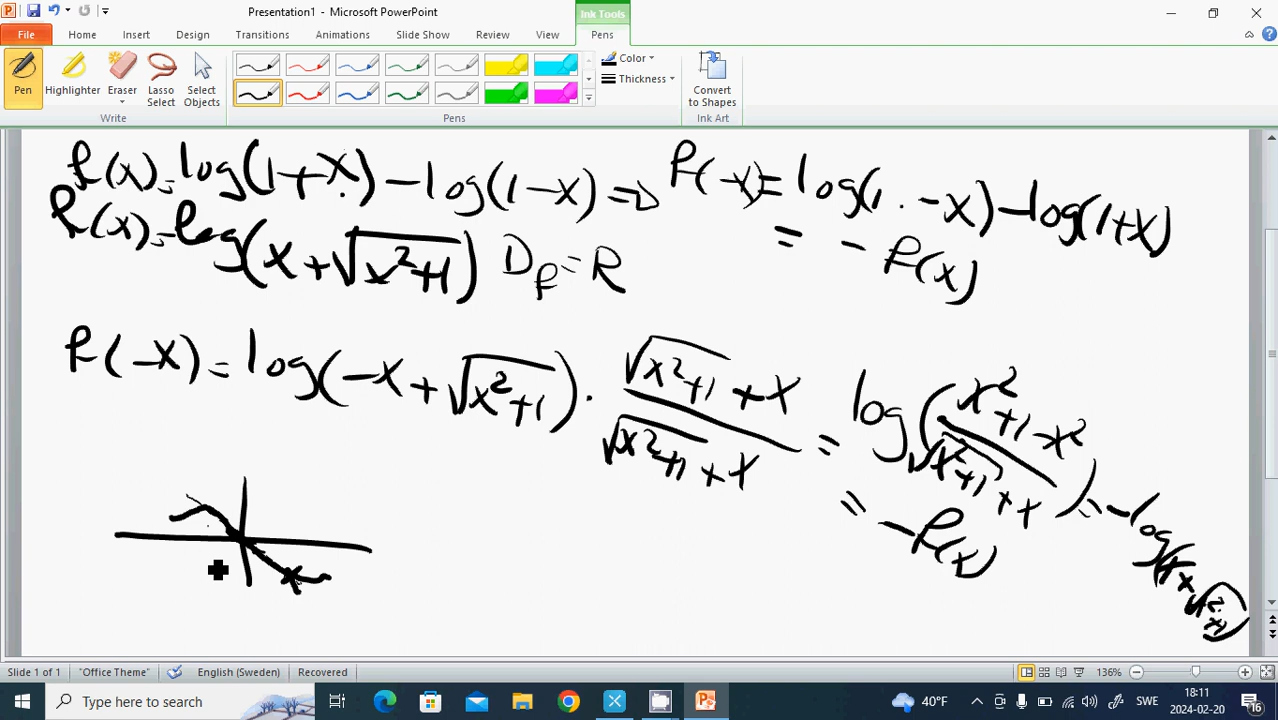 Presentation1 - Microsoft PowerPoint
Ink Tools
File Home Insert Design Transitions Animations Slide Show Review View Pens
Pen Highlighter Eraser Lasso Select Select Objects
Color
Thickness
Convert to Shapes
Write Pens Ink Art
f(x)=log(1+x)-log(1-x) => f(-x)=log(1-x)-log(1+x)
= -f(x)
f(x)=log(x+√(x²+1)) D_f=R
f(-x)=log(-x+√(x²+1))·(√(x²+1)+x)/(√(x²+1)+x) = log((x²+1-x²)/(√(x²+1)+x)) = -log(x+√(x²+1))
= -f(x)
Slide 1 of 1 "Office Theme" English (Sweden) Recovered 136%
Type here to search
40°F
SWE
18:11
2024-02-20
16